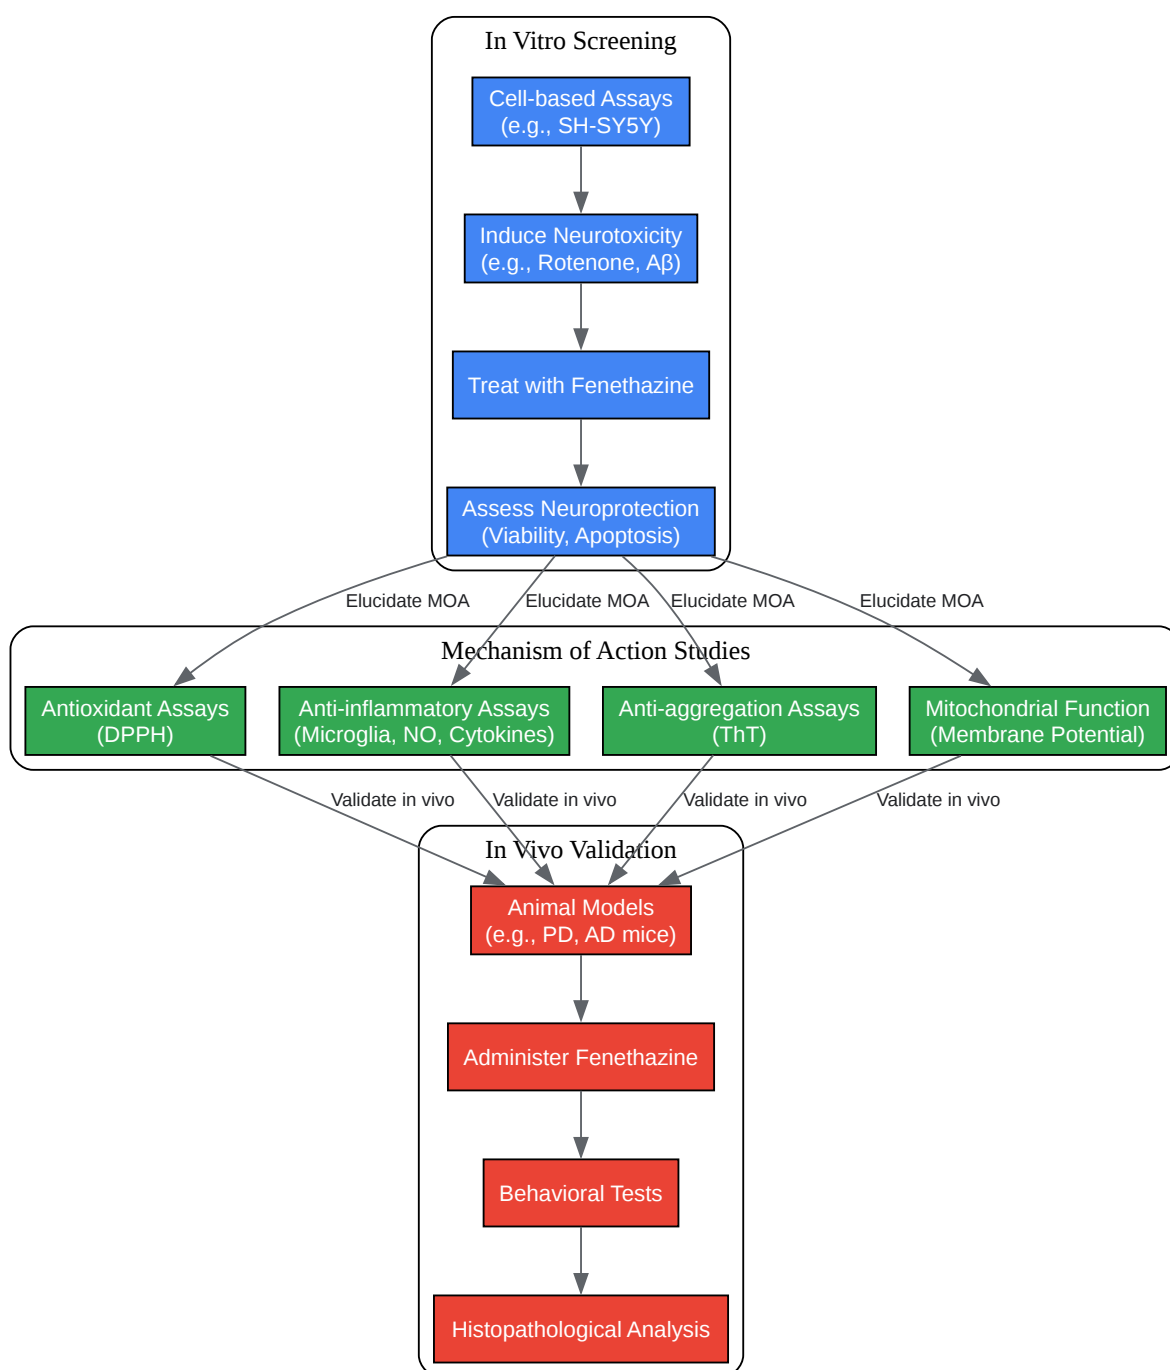 In Vitro Screening
Cell-based Assays
(e.g., SH-SY5Y)
Induce Neurotoxicity
(e.g., Rotenone, Aβ)
Treat with Fenethazine
Assess Neuroprotection
(Viability, Apoptosis)
Elucidate MOA
Elucidate MOA
Elucidate MOA
Elucidate MOA
Mechanism of Action Studies
Antioxidant Assays
(DPPH)
Anti-inflammatory Assays
(Microglia, NO, Cytokines)
Anti-aggregation Assays
(ThT)
Mitochondrial Function
(Membrane Potential)
Validate in vivo
Validate in vivo
Validate in vivo
Validate in vivo
In Vivo Validation
Animal Models
(e.g., PD, AD mice)
Administer Fenethazine
Behavioral Tests
Histopathological Analysis